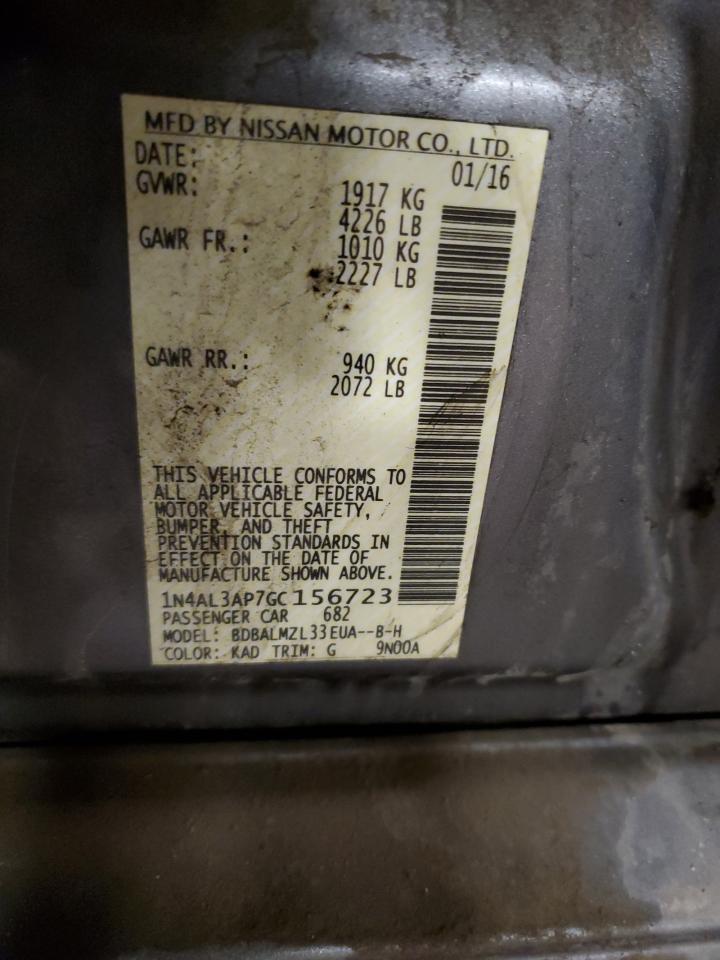 MFD BY NISSAN MOTOR CO., LTD.
DATE: 01/16
GVWR: 1917 KG
4226 LB
GAWR FR.: 1010 KG
2227 LB
GAWR RR.: 940 KG
2072 LB
THIS VEHICLE CONFORMS TO
ALL APPLICABLE FEDERAL
MOTOR VEHICLE SAFETY,
BUMPER, AND THEFT
PREVENTION STANDARDS IN
EFFECT ON THE DATE OF
MANUFACTURE SHOWN ABOVE.
1N4AL3AP7GC156723
PASSENGER CAR 682
MODEL: BDBALMZL33EUA--B-H
COLOR: KAD TRIM: G 9N00A